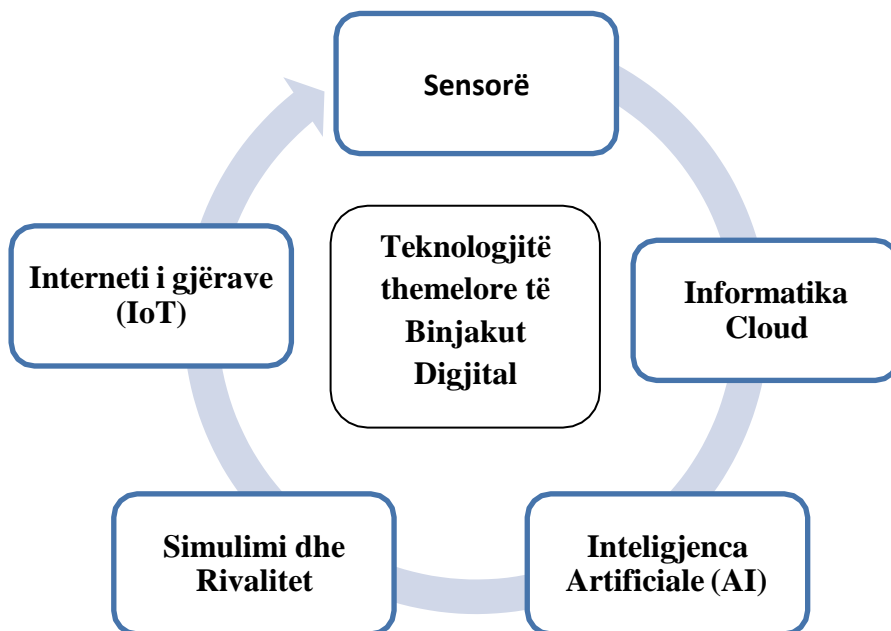 Sensorë
Teknologjitë
themelore të
Binjakut
Digjital
Interneti i gjërave
(IoT)
Informatika
Cloud
Simulimi dhe
Rivalitet
Inteligjenca
Artificiale (AI)